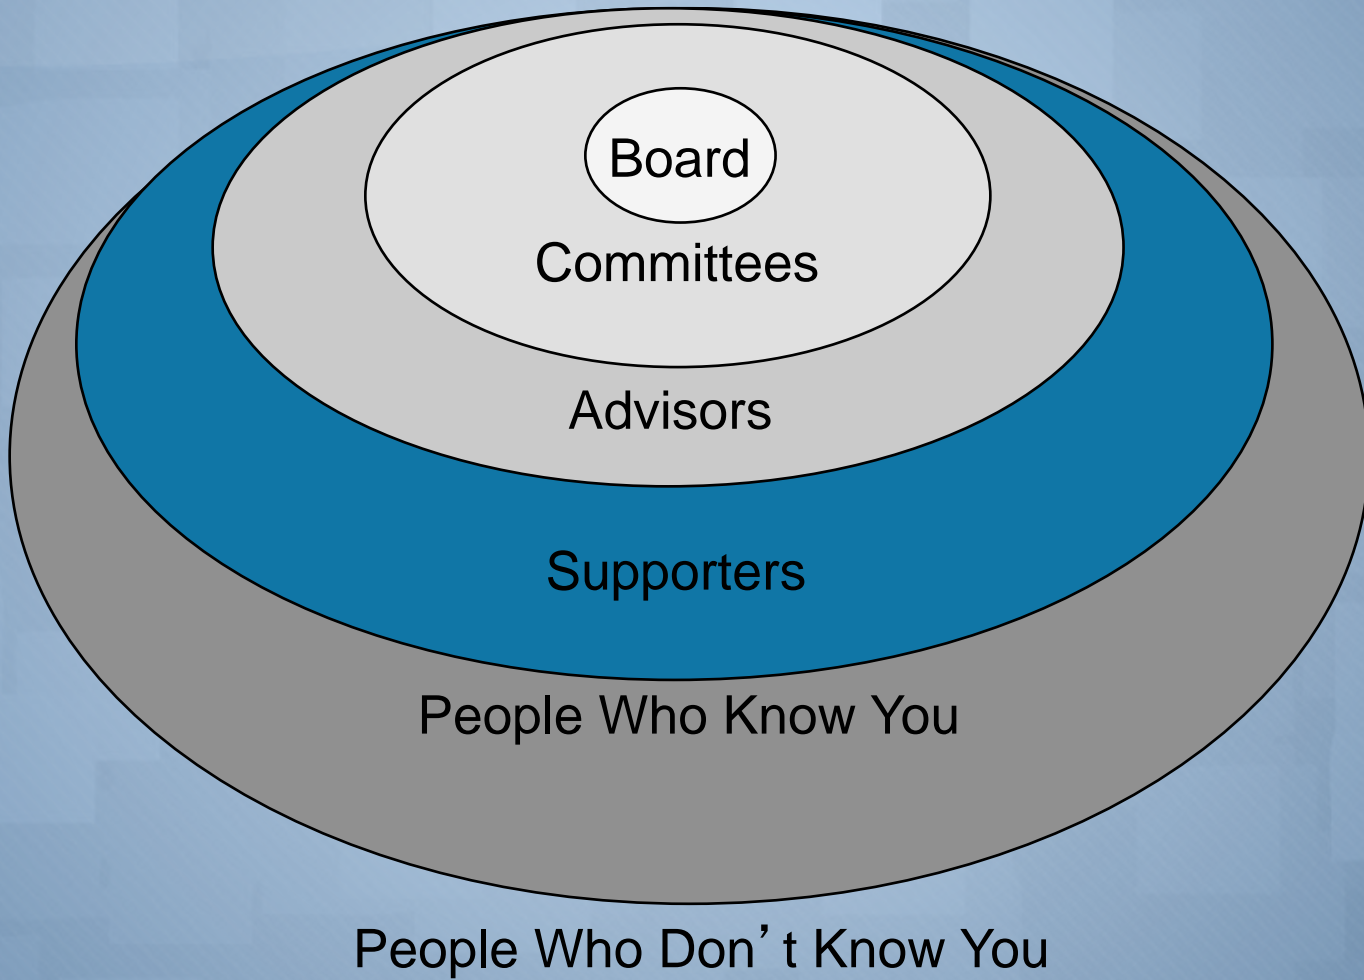 Board
Committees
Advisors
Supporters
People Who Know You
People Who Don’t Know You